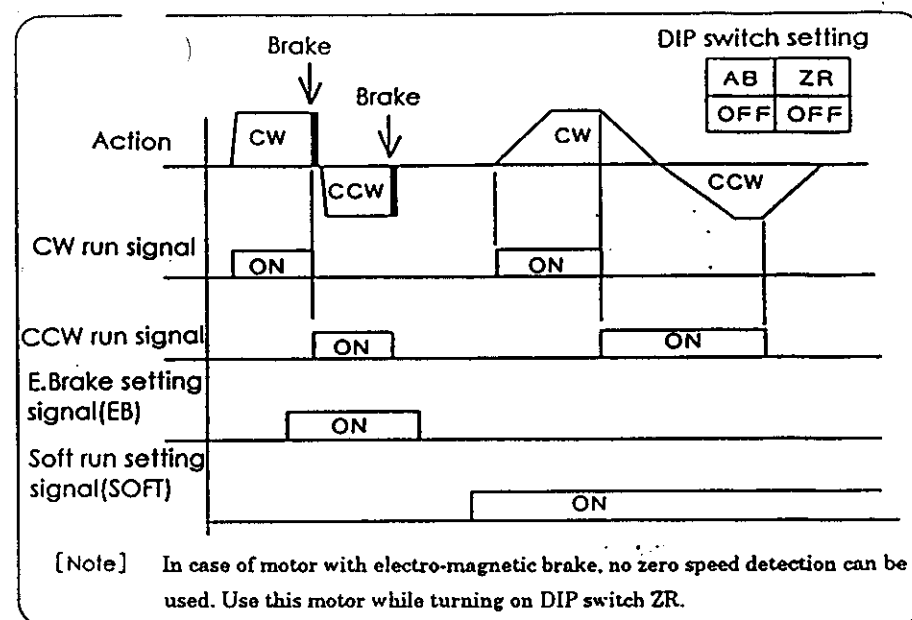 Brake
DIP switch setting
AB ZR
OFF OFF
Brake
Action
CW
CCW
CW
CCW
CW run signal
ON
ON
CCW run signal
ON
ON
E.Brake setting
signal(EB)
ON
Soft run setting
signal(SOFT)
ON
[Note] In case of motor with electro-magnetic brake, no zero speed detection can be
used. Use this motor while turning on DIP switch ZR.